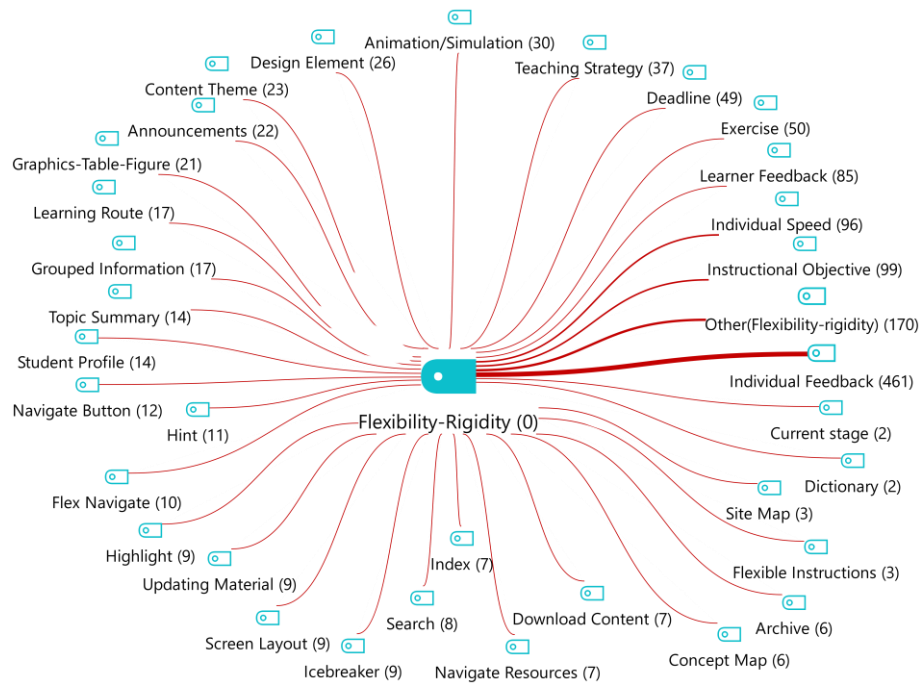 Animation/Simulation (30)
Design Element (26)
Teaching Strategy (37)
Content Theme (23)
Deadline (49)
Announcements (22)
Exercise (50)
Graphics-Table-Figure (21)
Learner Feedback (85)
Learning Route (17)
Individual Speed (96)
Grouped Information (17)
Instructional Objective (99)
Topic Summary (14)
Other(Flexibility-rigidity) (170)
Student Profile (14)
Individual Feedback (461)
Navigate Button (12)
Hint (11)
Flexibility-Rigidity (0)
Current stage (2)
Dictionary (2)
Flex Navigate (10)
Site Map (3)
Highlight (9)
Index (7)
Flexible Instructions (3)
Updating Material (9)
Search (8)
Download Content (7)
Archive (6)
Screen Layout (9)
Icebreaker (9)
Navigate Resources (7)
Concept Map (6)